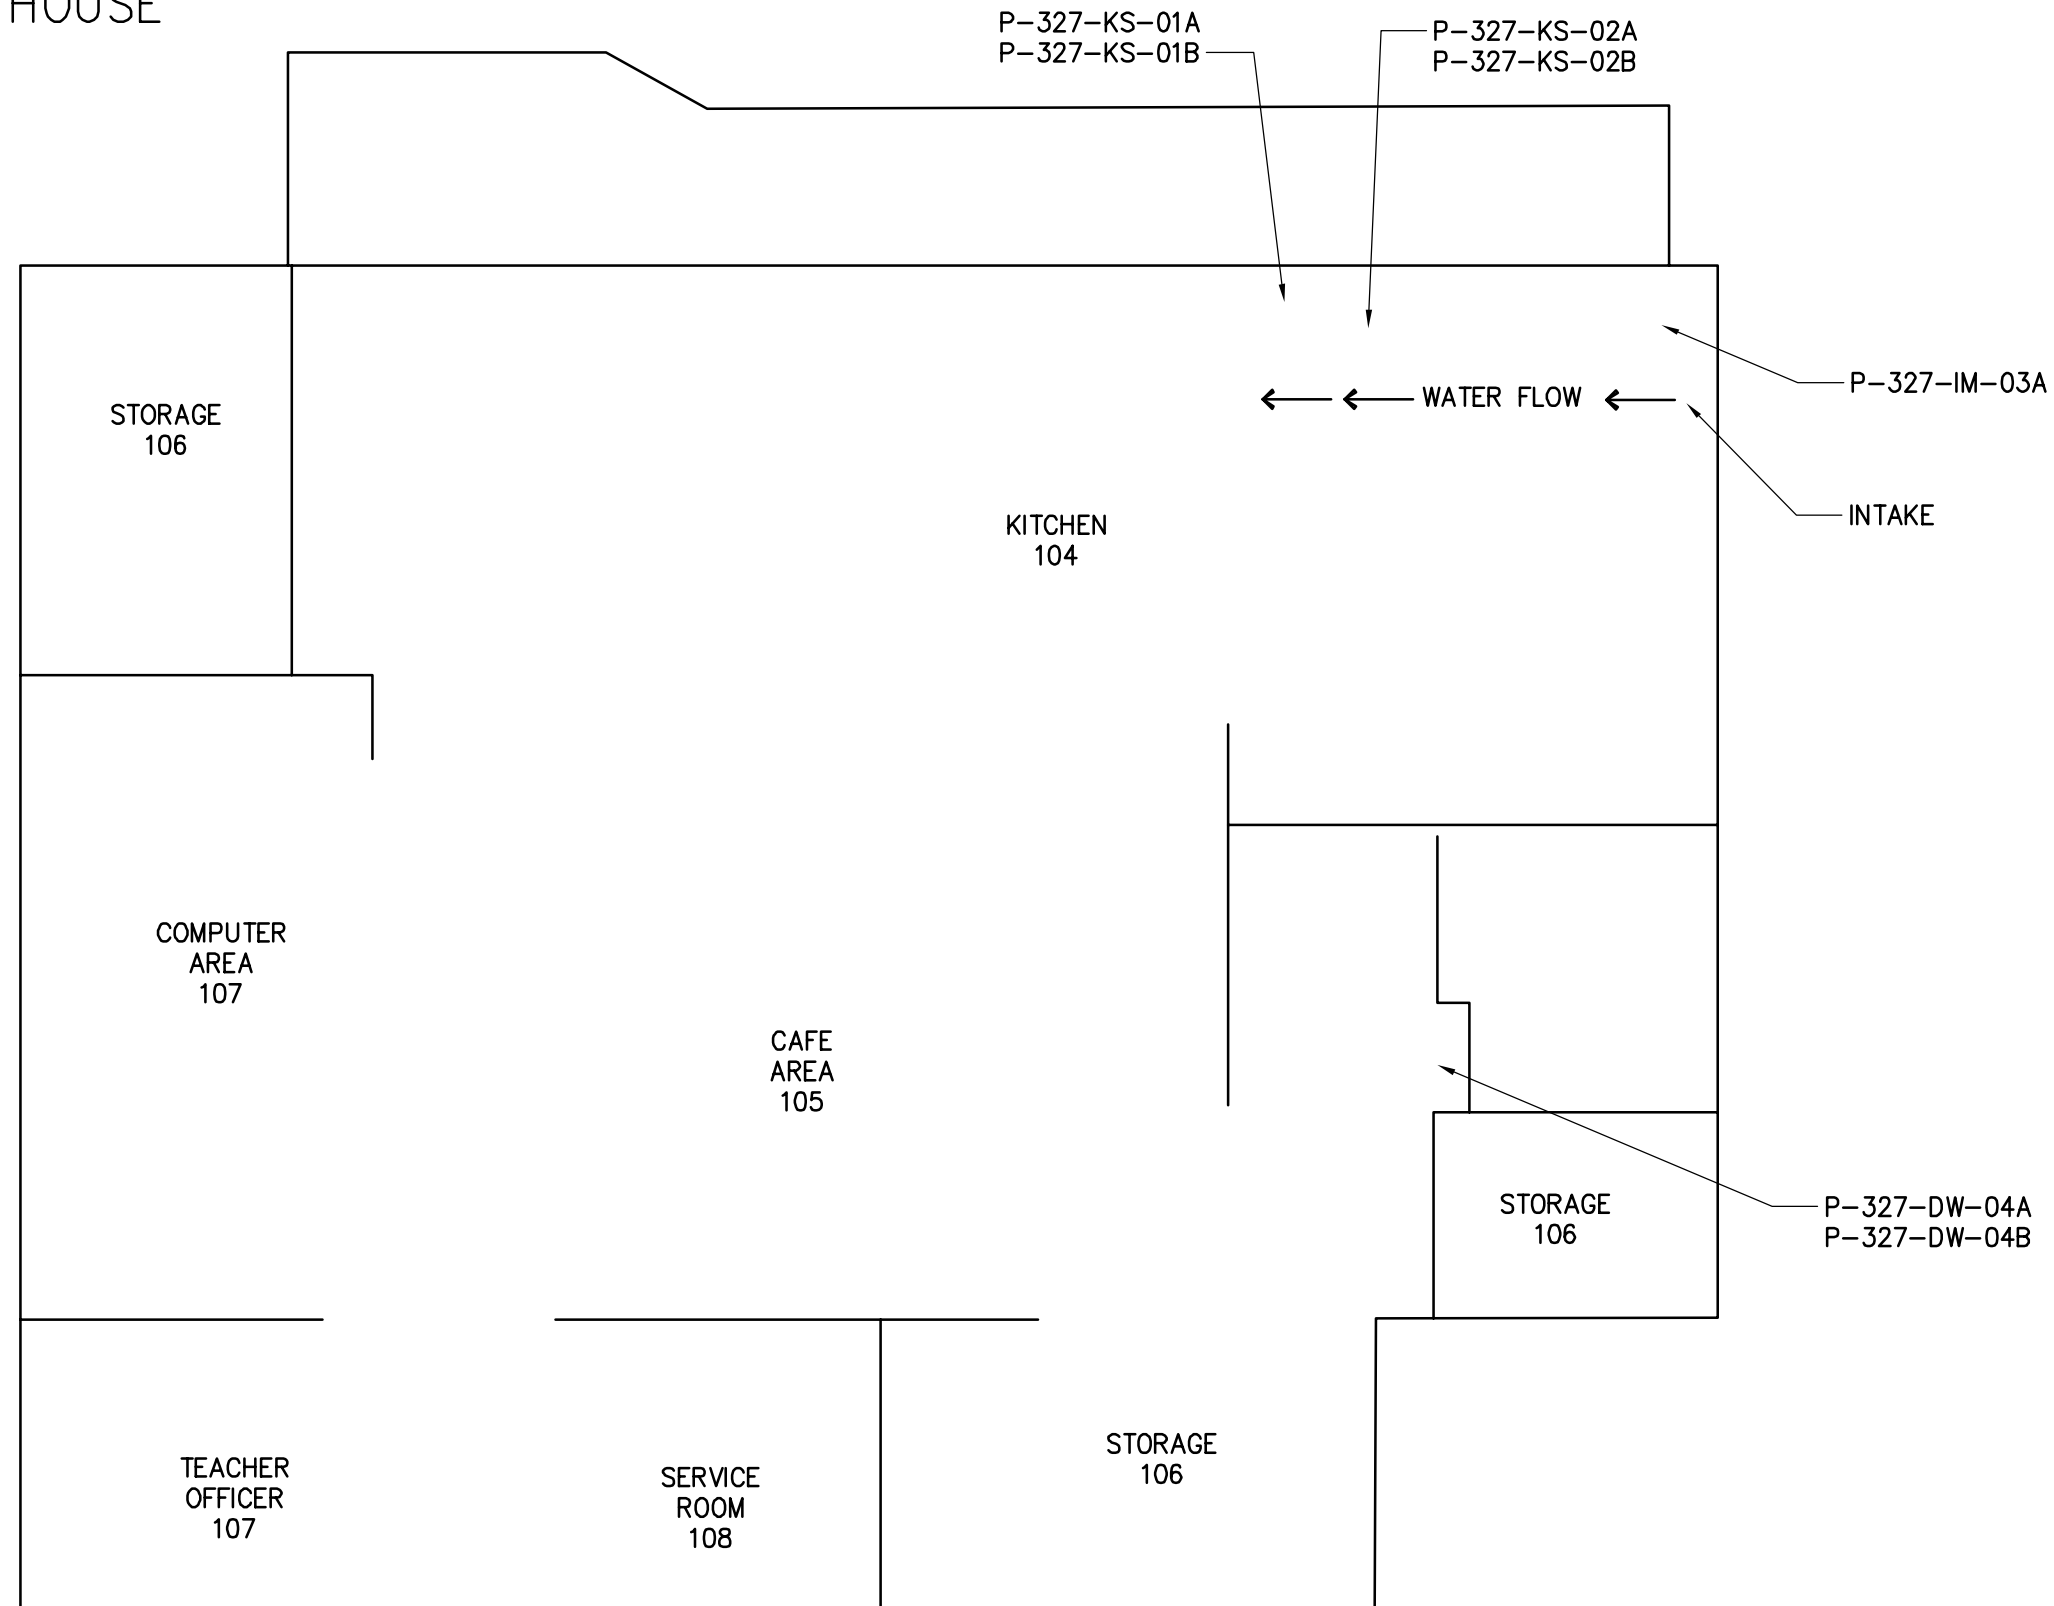 HOUSE
P-327-KS-01A
P-327-KS-01B
P-327-KS-02A
P-327-KS-02B
P-327-IM-03A
WATER FLOW
INTAKE
STORAGE
106
KITCHEN
104
COMPUTER
AREA
107
CAFE
AREA
105
STORAGE
106
P-327-DW-04A
P-327-DW-04B
TEACHER
OFFICER
107
SERVICE
ROOM
108
STORAGE
106